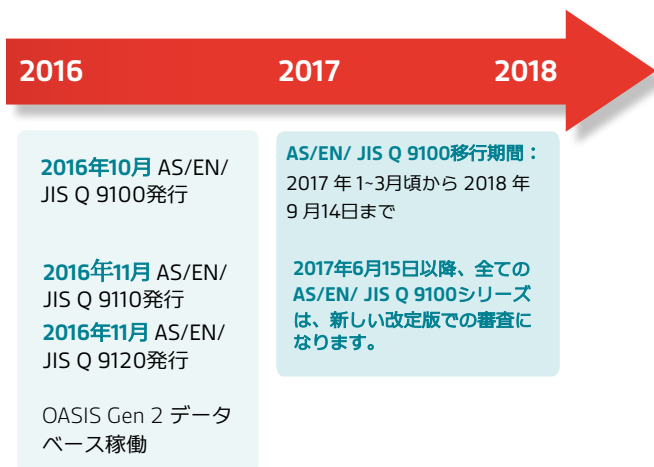 2016 2017 2018
2016年10月 AS/EN/
JIS Q 9100発行
2016年11月 AS/EN/
JIS Q 9110発行
2016年11月 AS/EN/
JIS Q 9120発行
OASIS Gen 2 データ
ベース稼働
AS/EN/ JIS Q 9100移行期間：
2017 年 1~3月頃から 2018 年
9 月14日まで
2017年6月15日以降、全ての
AS/EN/ JIS Q 9100シリーズ
は、新しい改定版での審査に
なります。